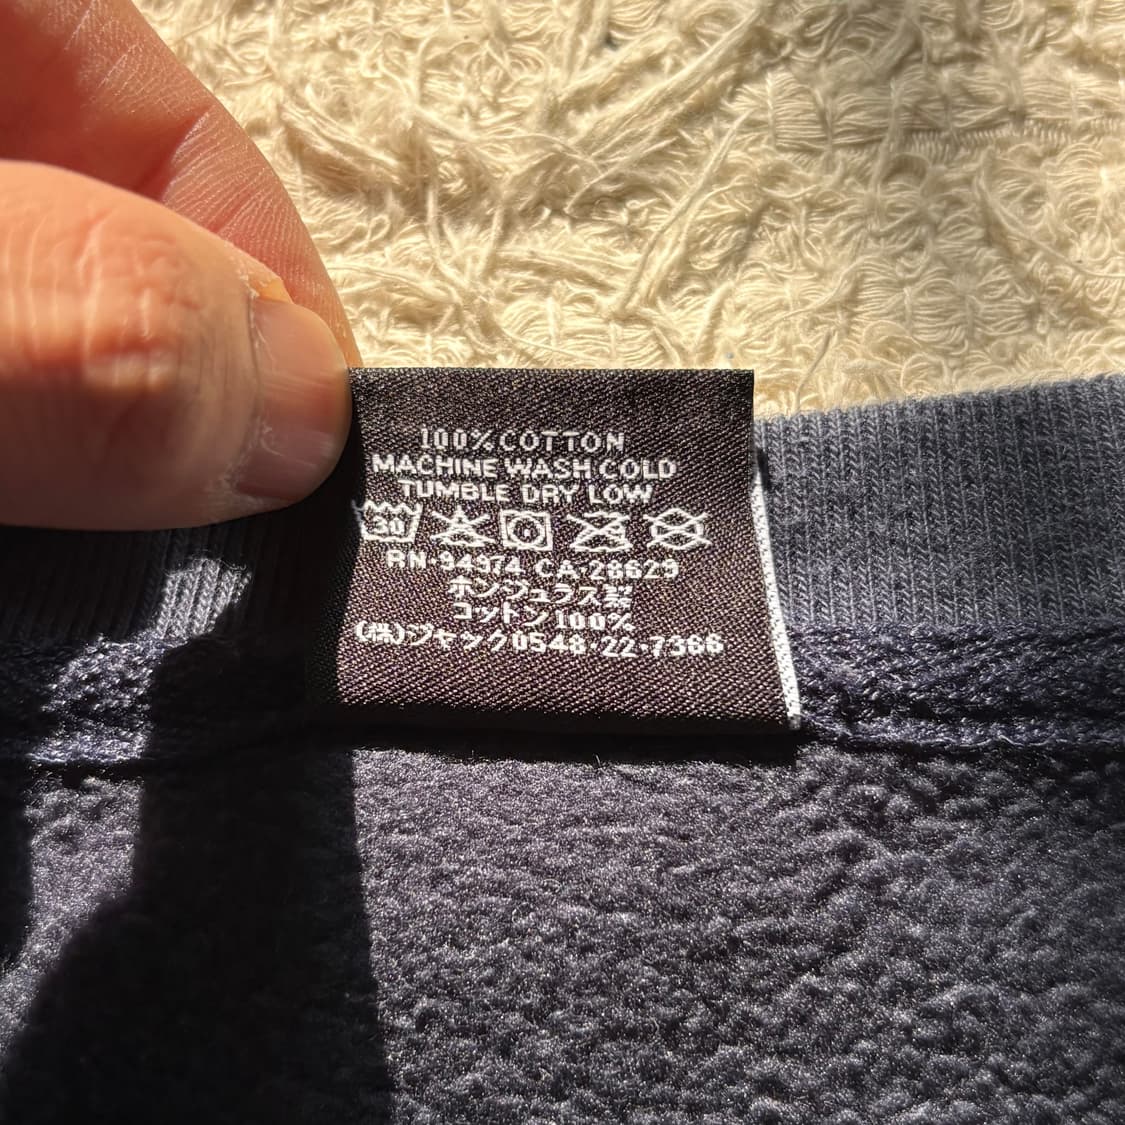 100% COTTON
MACHINE WASH COLD
TUMBLE DRY LOW
30
RN·94974 CA·28629
ホンジュラス製
コットン100%
(株)ジャック0548·22·7366